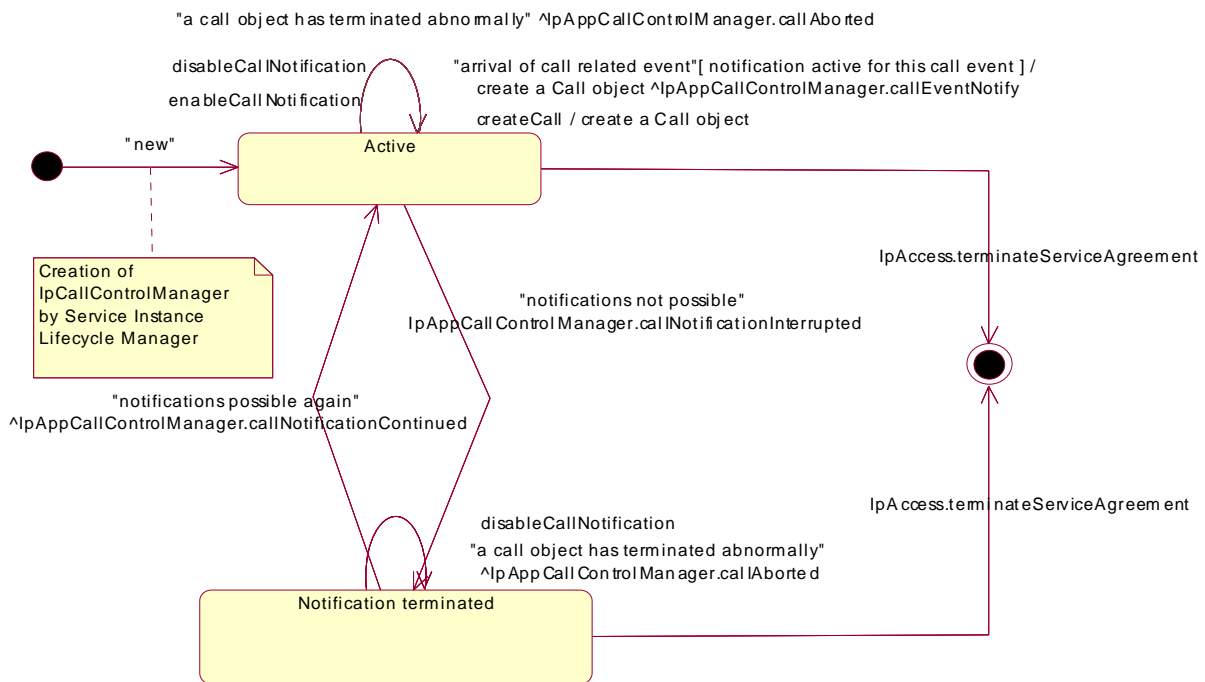 "a call object has terminated abnormally" ^IpAppCallControlManager.callAborted
disableCallNotification
"arrival of call related event"[ notification active for this call event ] /
enableCallNotification
create a Call object ^IpAppCallControlManager.callEventNotify
createCall / create a Call object
"new"
Active
Creation of
IpCallControlManager
by Service Instance
Lifecycle Manager
IpAccess.terminateServiceAgreement
"notifications not possible"
IpAppCallControlManager.callNotificationInterrupted
"notifications possible again"
^IpAppCallControlManager.callNotificationContinued
IpAccess.terminateServiceAgreement
disableCallNotification
"a call object has terminated abnormally"
^IpAppCallControlManager.callAborted
Notification terminated